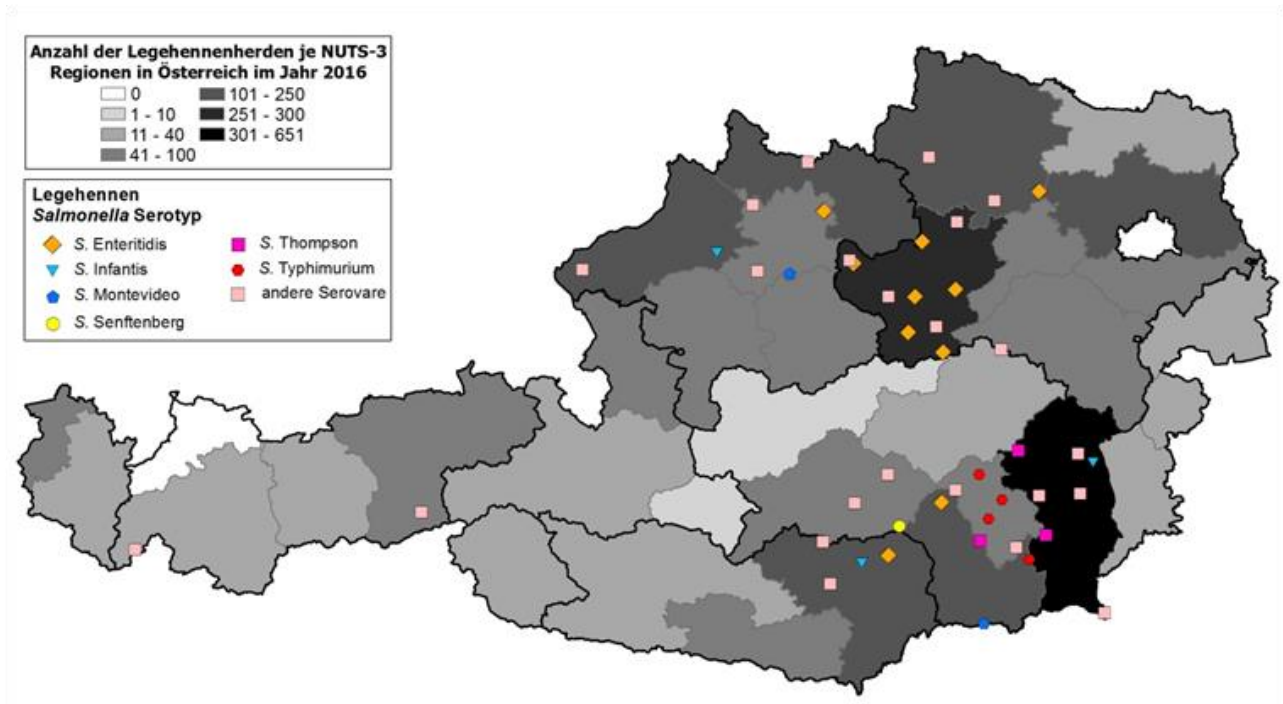 Anzahl der Legehennenherden je NUTS-3
Regionen in Österreich im Jahr 2016
0
1 - 10
11 - 40
41 - 100
101 - 250
251 - 300
301 - 651
Legehennen
Salmonella Serotyp
S. Enteritidis
S. Infantis
S. Montevideo
S. Senftenberg
S. Thompson
S. Typhimurium
andere Serovare